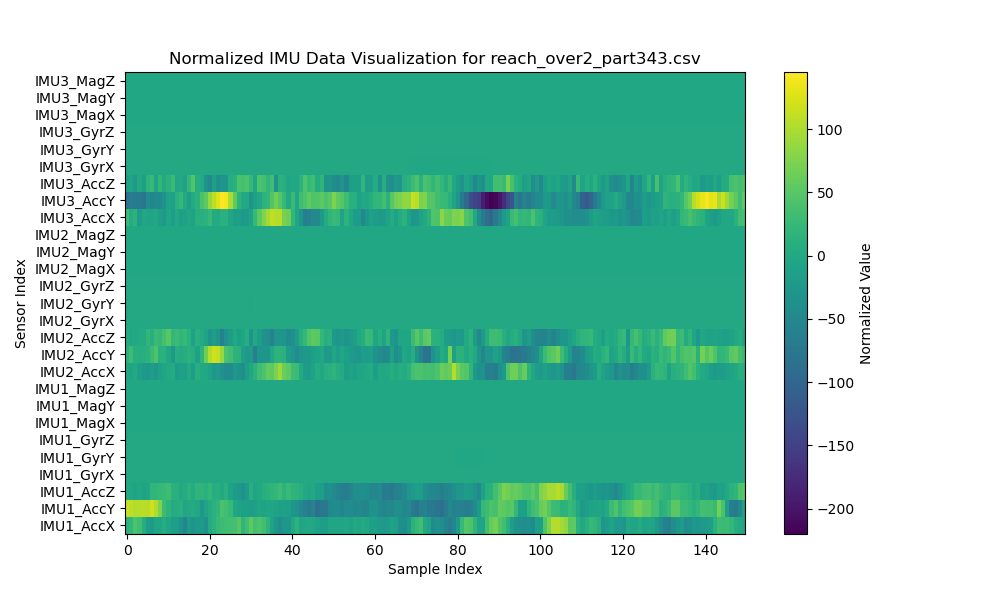 Normalized IMU Data Visualization for reach_over2_part343.csv
IMU3_MagZ
IMU3_MagY
IMU3_MagX
IMU3_GyrZ
IMU3_GyrY
IMU3_GyrX
IMU3_AccZ
IMU3_AccY
IMU3_AccX
IMU2_MagZ
IMU2_MagY
IMU2_MagX
IMU2_GyrZ
IMU2_GyrY
IMU2_GyrX
IMU2_AccZ
IMU2_AccY
IMU2_AccX
IMU1_MagZ
IMU1_MagY
IMU1_MagX
IMU1_GyrZ
IMU1_GyrY
IMU1_GyrX
IMU1_AccZ
IMU1_AccY
IMU1_AccX
Sensor Index
0 20 40 60 80 100 120 140
Sample Index
100
50
0
−50
−100
−150
−200
Normalized Value